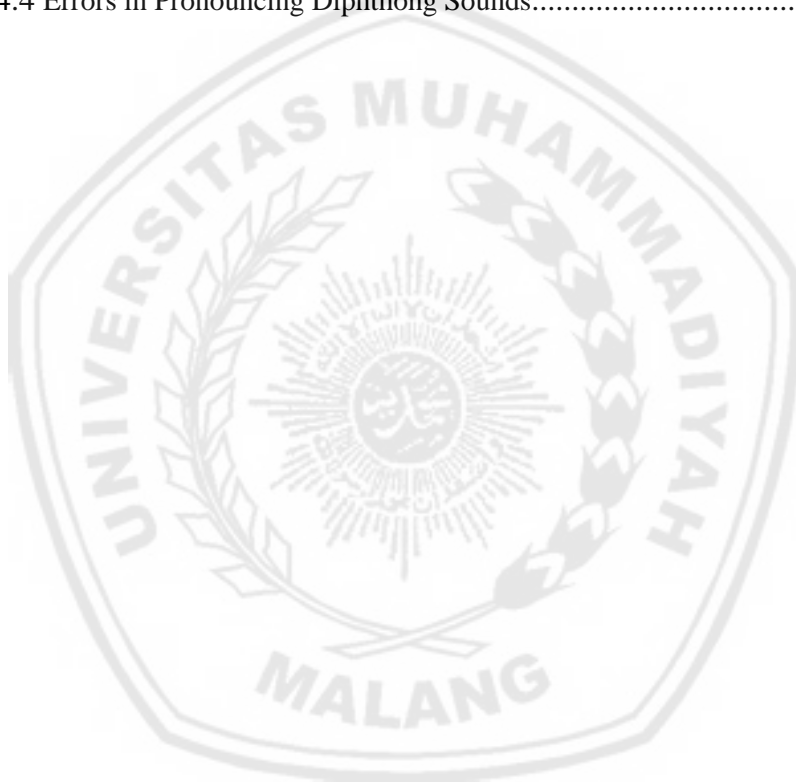 4.4 Errors in Pronouncing Diphthong Sounds.................................
UNIVERSITAS MUHAMMADIYAH
MALANG